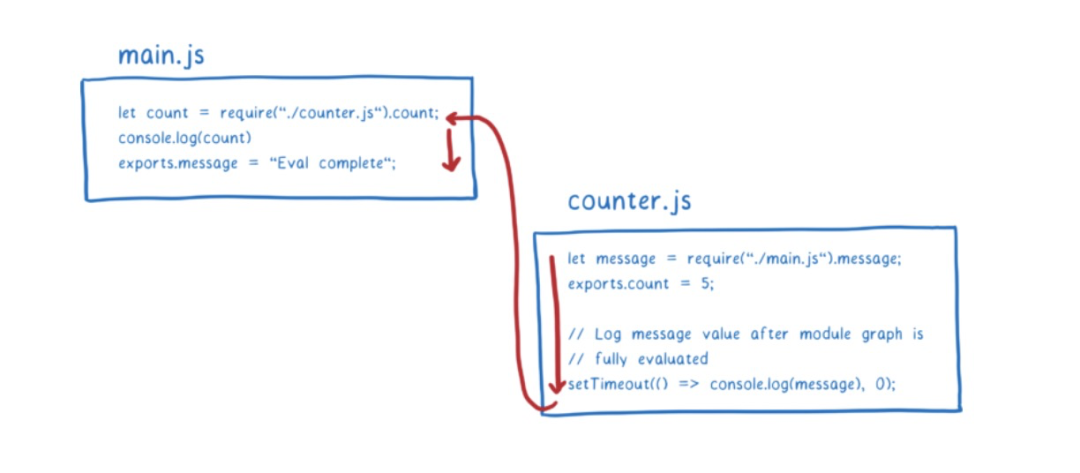 main.js
let count = require("./counter.js").count;
console.log(count)
exports.message = "Eval complete";
counter.js
let message = require("./main.js").message;
exports.count = 5;
// Log message value after module graph is
// fully evaluated
setTimeout(() => console.log(message), 0);